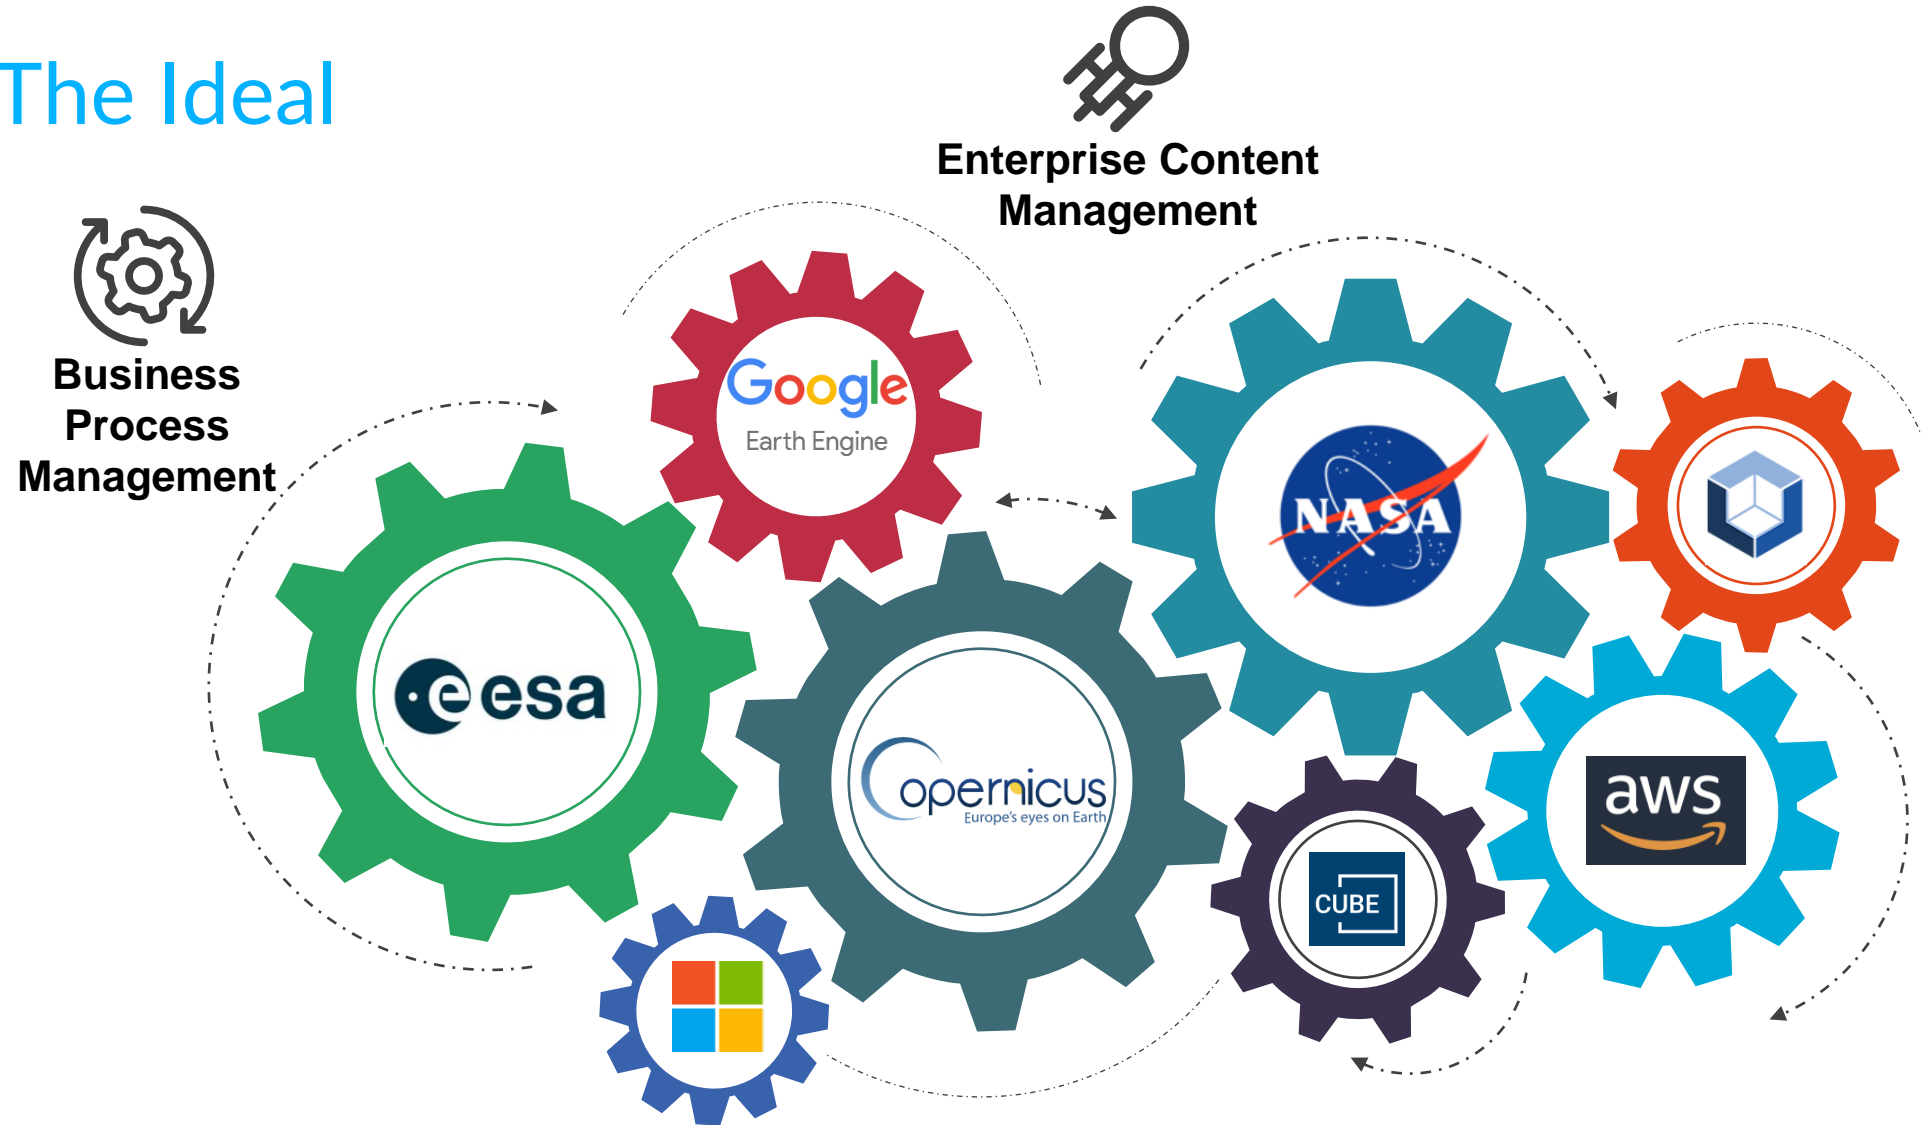 The Ideal
Enterprise Content
Management
Business
Process
Management
Google
Earth Engine
NASA
esa
Copernicus
Europe's eyes on Earth
CUBE
aws